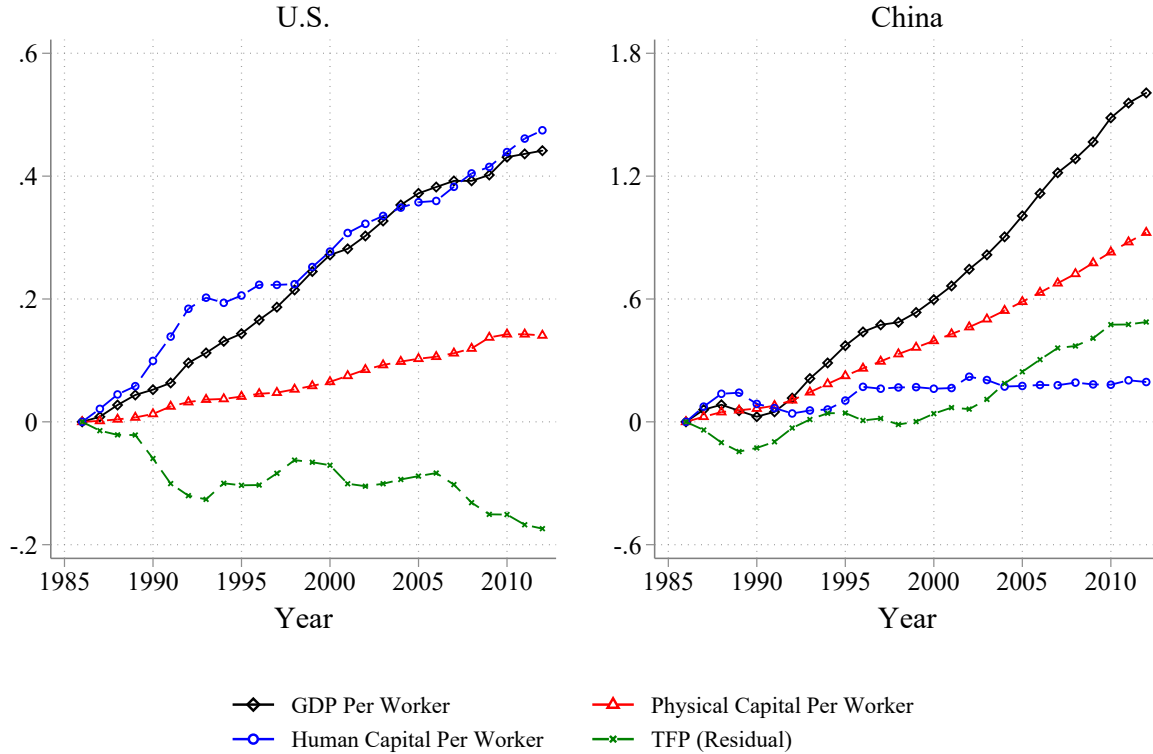 U.S.
China
.6
.4
.2
0
-.2
1985 1990 1995 2000 2005 2010
Year
1.8
1.2
.6
0
-.6
1985 1990 1995 2000 2005 2010
Year
GDP Per Worker
Physical Capital Per Worker
Human Capital Per Worker
TFP (Residual)